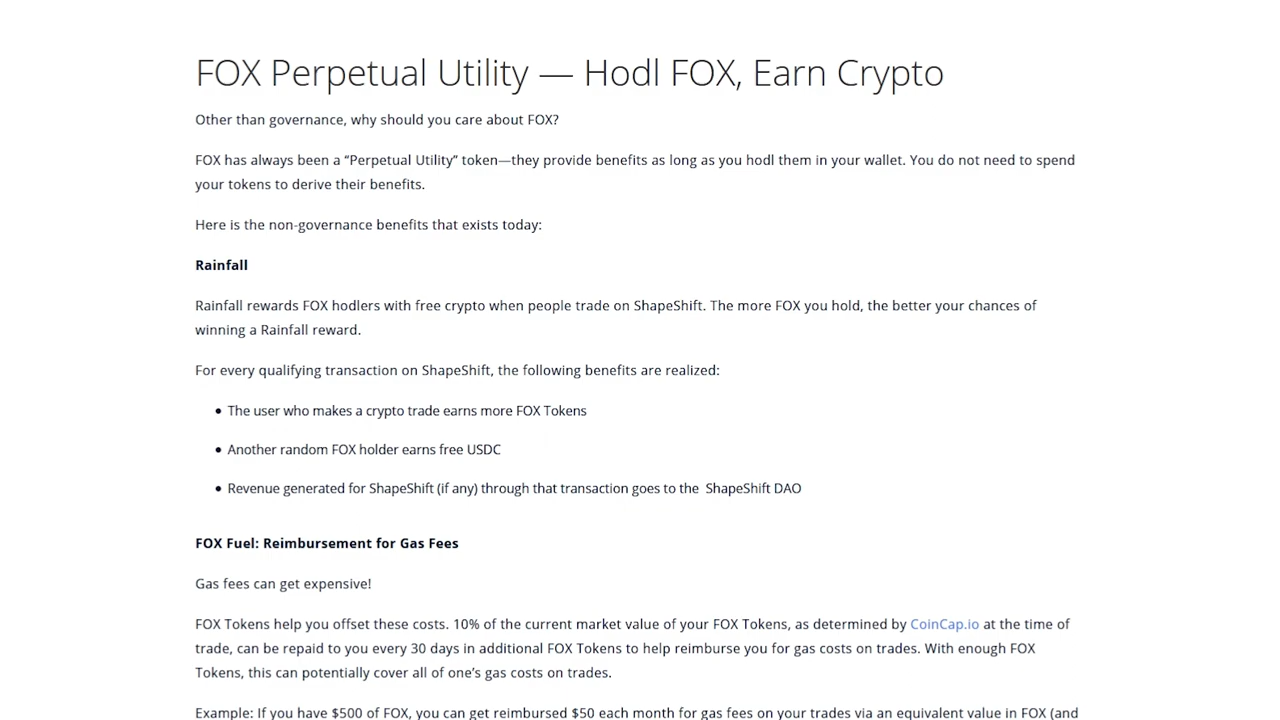 FOX Perpetual Utility — Hodl FOX, Earn Crypto
Other than governance, why should you care about FOX?
FOX has always been a “Perpetual Utility” token—they provide benefits as long as you hodl them in your wallet. You do not need to spend
your tokens to derive their benefits.
Here is the non-governance benefits that exists today:
Rainfall
Rainfall rewards FOX hodlers with free crypto when people trade on ShapeShift. The more FOX you hold, the better your chances of
winning a Rainfall reward.
For every qualifying transaction on ShapeShift, the following benefits are realized:
• The user who makes a crypto trade earns more FOX Tokens
• Another random FOX holder earns free USDC
• Revenue generated for ShapeShift (if any) through that transaction goes to the  ShapeShift DAO
FOX Fuel: Reimbursement for Gas Fees
Gas fees can get expensive!
FOX Tokens help you offset these costs. 10% of the current market value of your FOX Tokens, as determined by CoinCap.io at the time of
trade, can be repaid to you every 30 days in additional FOX Tokens to help reimburse you for gas costs on trades. With enough FOX
Tokens, this can potentially cover all of one’s gas costs on trades.
Example: If you have $500 of FOX, you can get reimbursed $50 each month for gas fees on your trades via an equivalent value in FOX (and